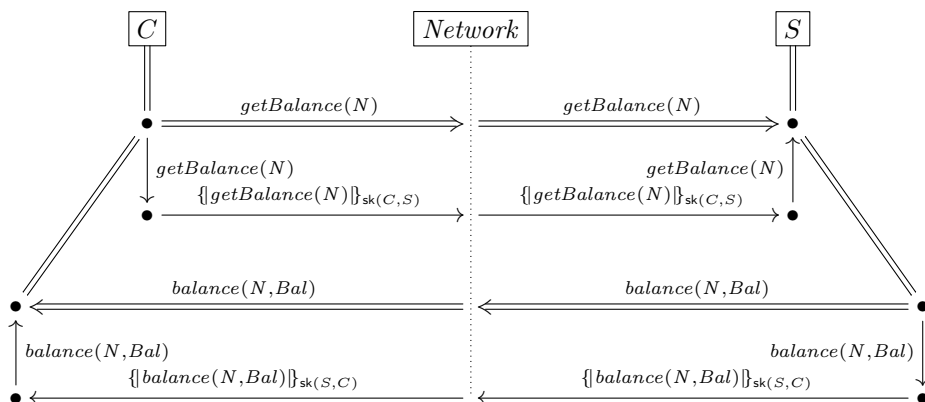 C Network S
getBalance(N) getBalance(N)
getBalance(N) getBalance(N)
{|getBalance(N)|}sk(C,S) {|getBalance(N)|}sk(C,S)
balance(N,Bal) balance(N,Bal)
balance(N,Bal) balance(N,Bal)
{|balance(N,Bal)|}sk(S,C) {|balance(N,Bal)|}sk(S,C)